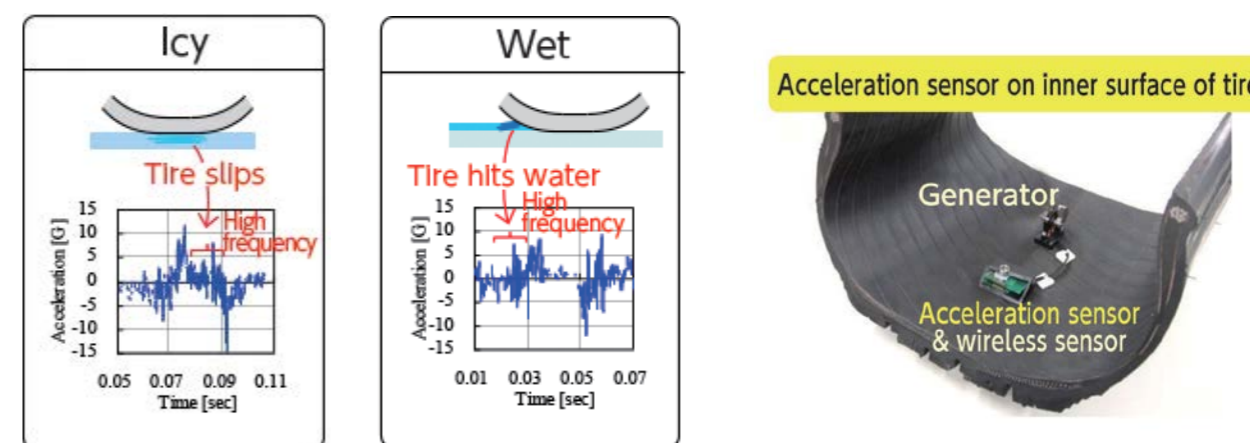 Icy
Tire slips
High
frequency
Acceleration [G]
15
10
5
0
-5
-10
-15
0.05 0.07 0.09 0.11
Time [sec]
Wet
Tire hits water
High
frequency
Acceleration [G]
15
10
5
0
-5
-10
-15
0.01 0.03 0.05 0.07
Time [sec]
Acceleration sensor on inner surface of tire
Generator
Acceleration sensor
& wireless sensor